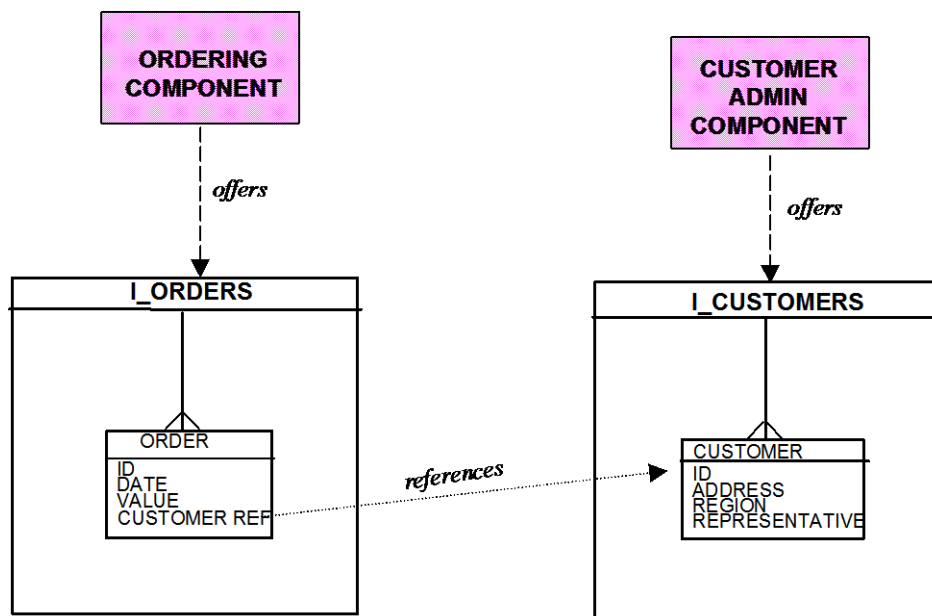 ORDERING
COMPONENT
CUSTOMER
ADMIN
COMPONENT
offers
offers
I_ORDERS
I_CUSTOMERS
ORDER
ID
DATE
VALUE
CUSTOMER REF
references
CUSTOMER
ID
ADDRESS
REGION
REPRESENTATIVE